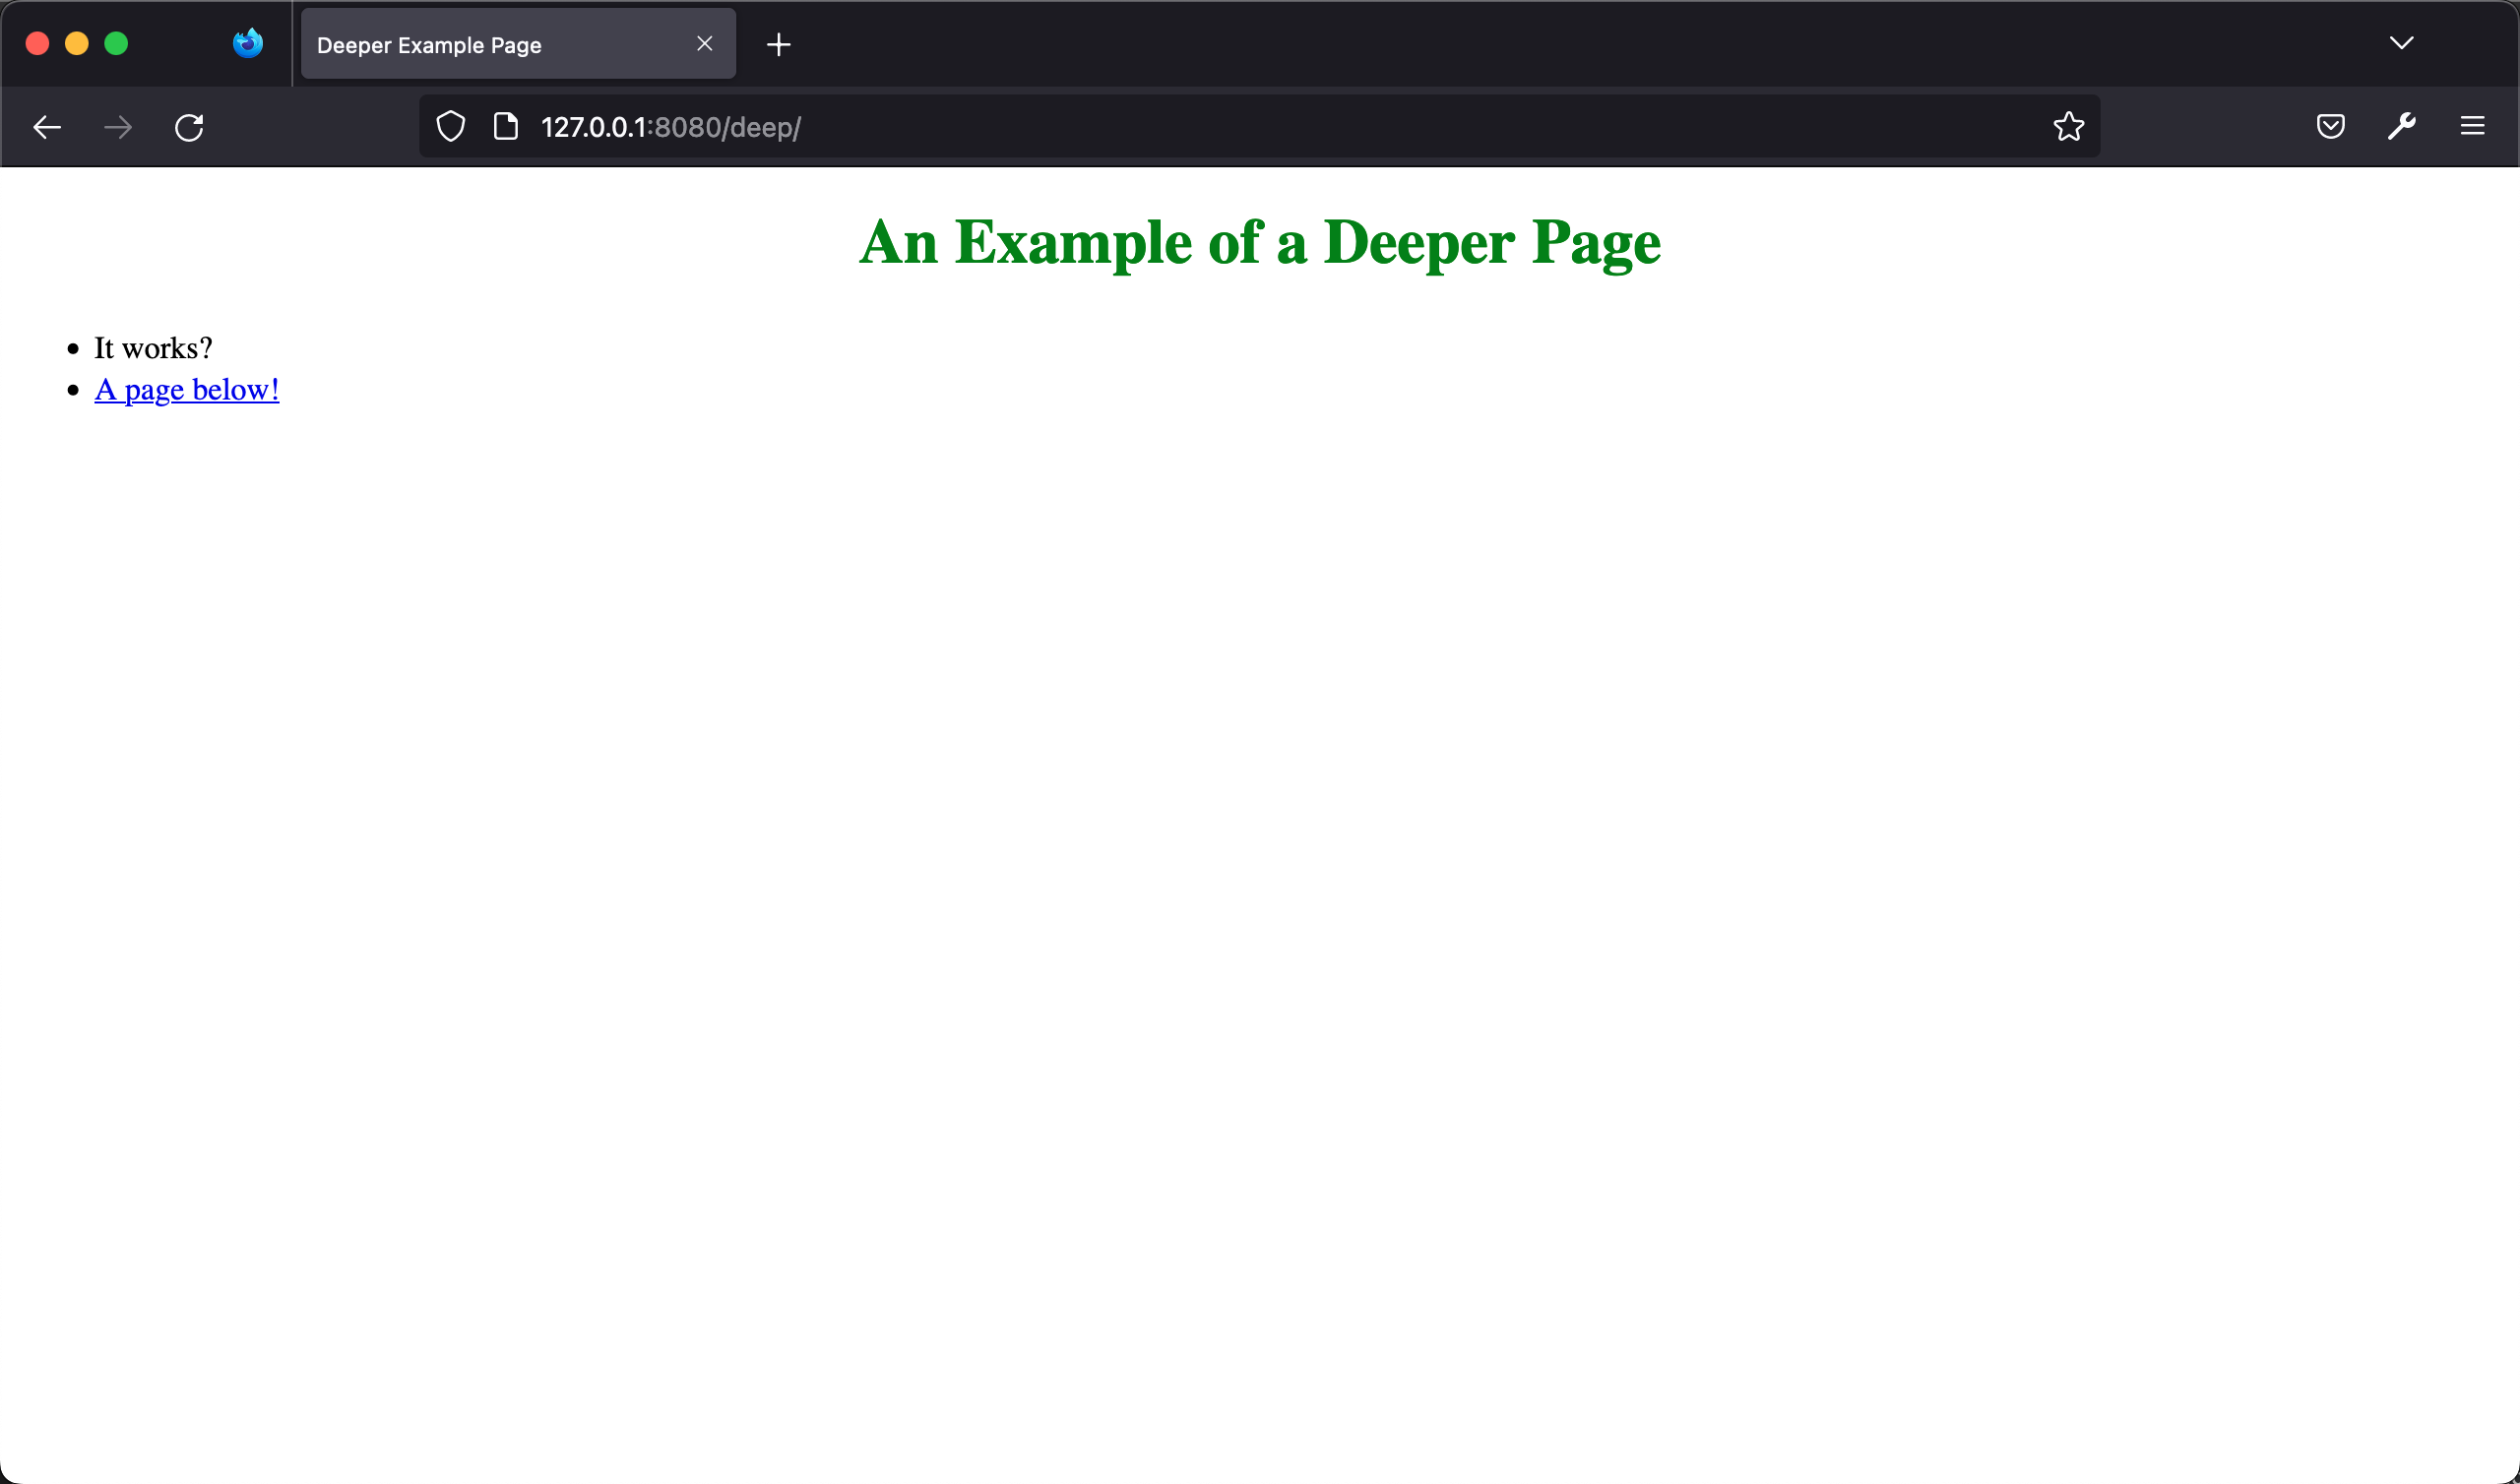 Deeper Example Page
127.0.0.1:8080/deep/
An Example of a Deeper Page
It works?
A page below!